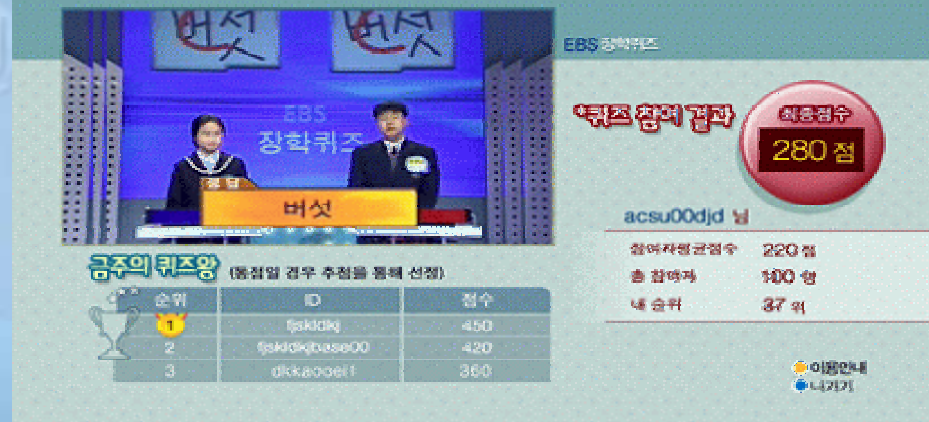 버섯 버섯
EBS
장학퀴즈
정답
버섯
EBS 장학퀴즈
*퀴즈 참여 결과
최종점수
280 점
acsu00djd 님
참여자평균점수 220 점
총 참여자 100 명
내 순위 37 위
금주의 퀴즈왕 (동점일 경우 추점을 통해 선정)
순위 ID 점수
1 450
2 420
3 360
이용안내
나가기